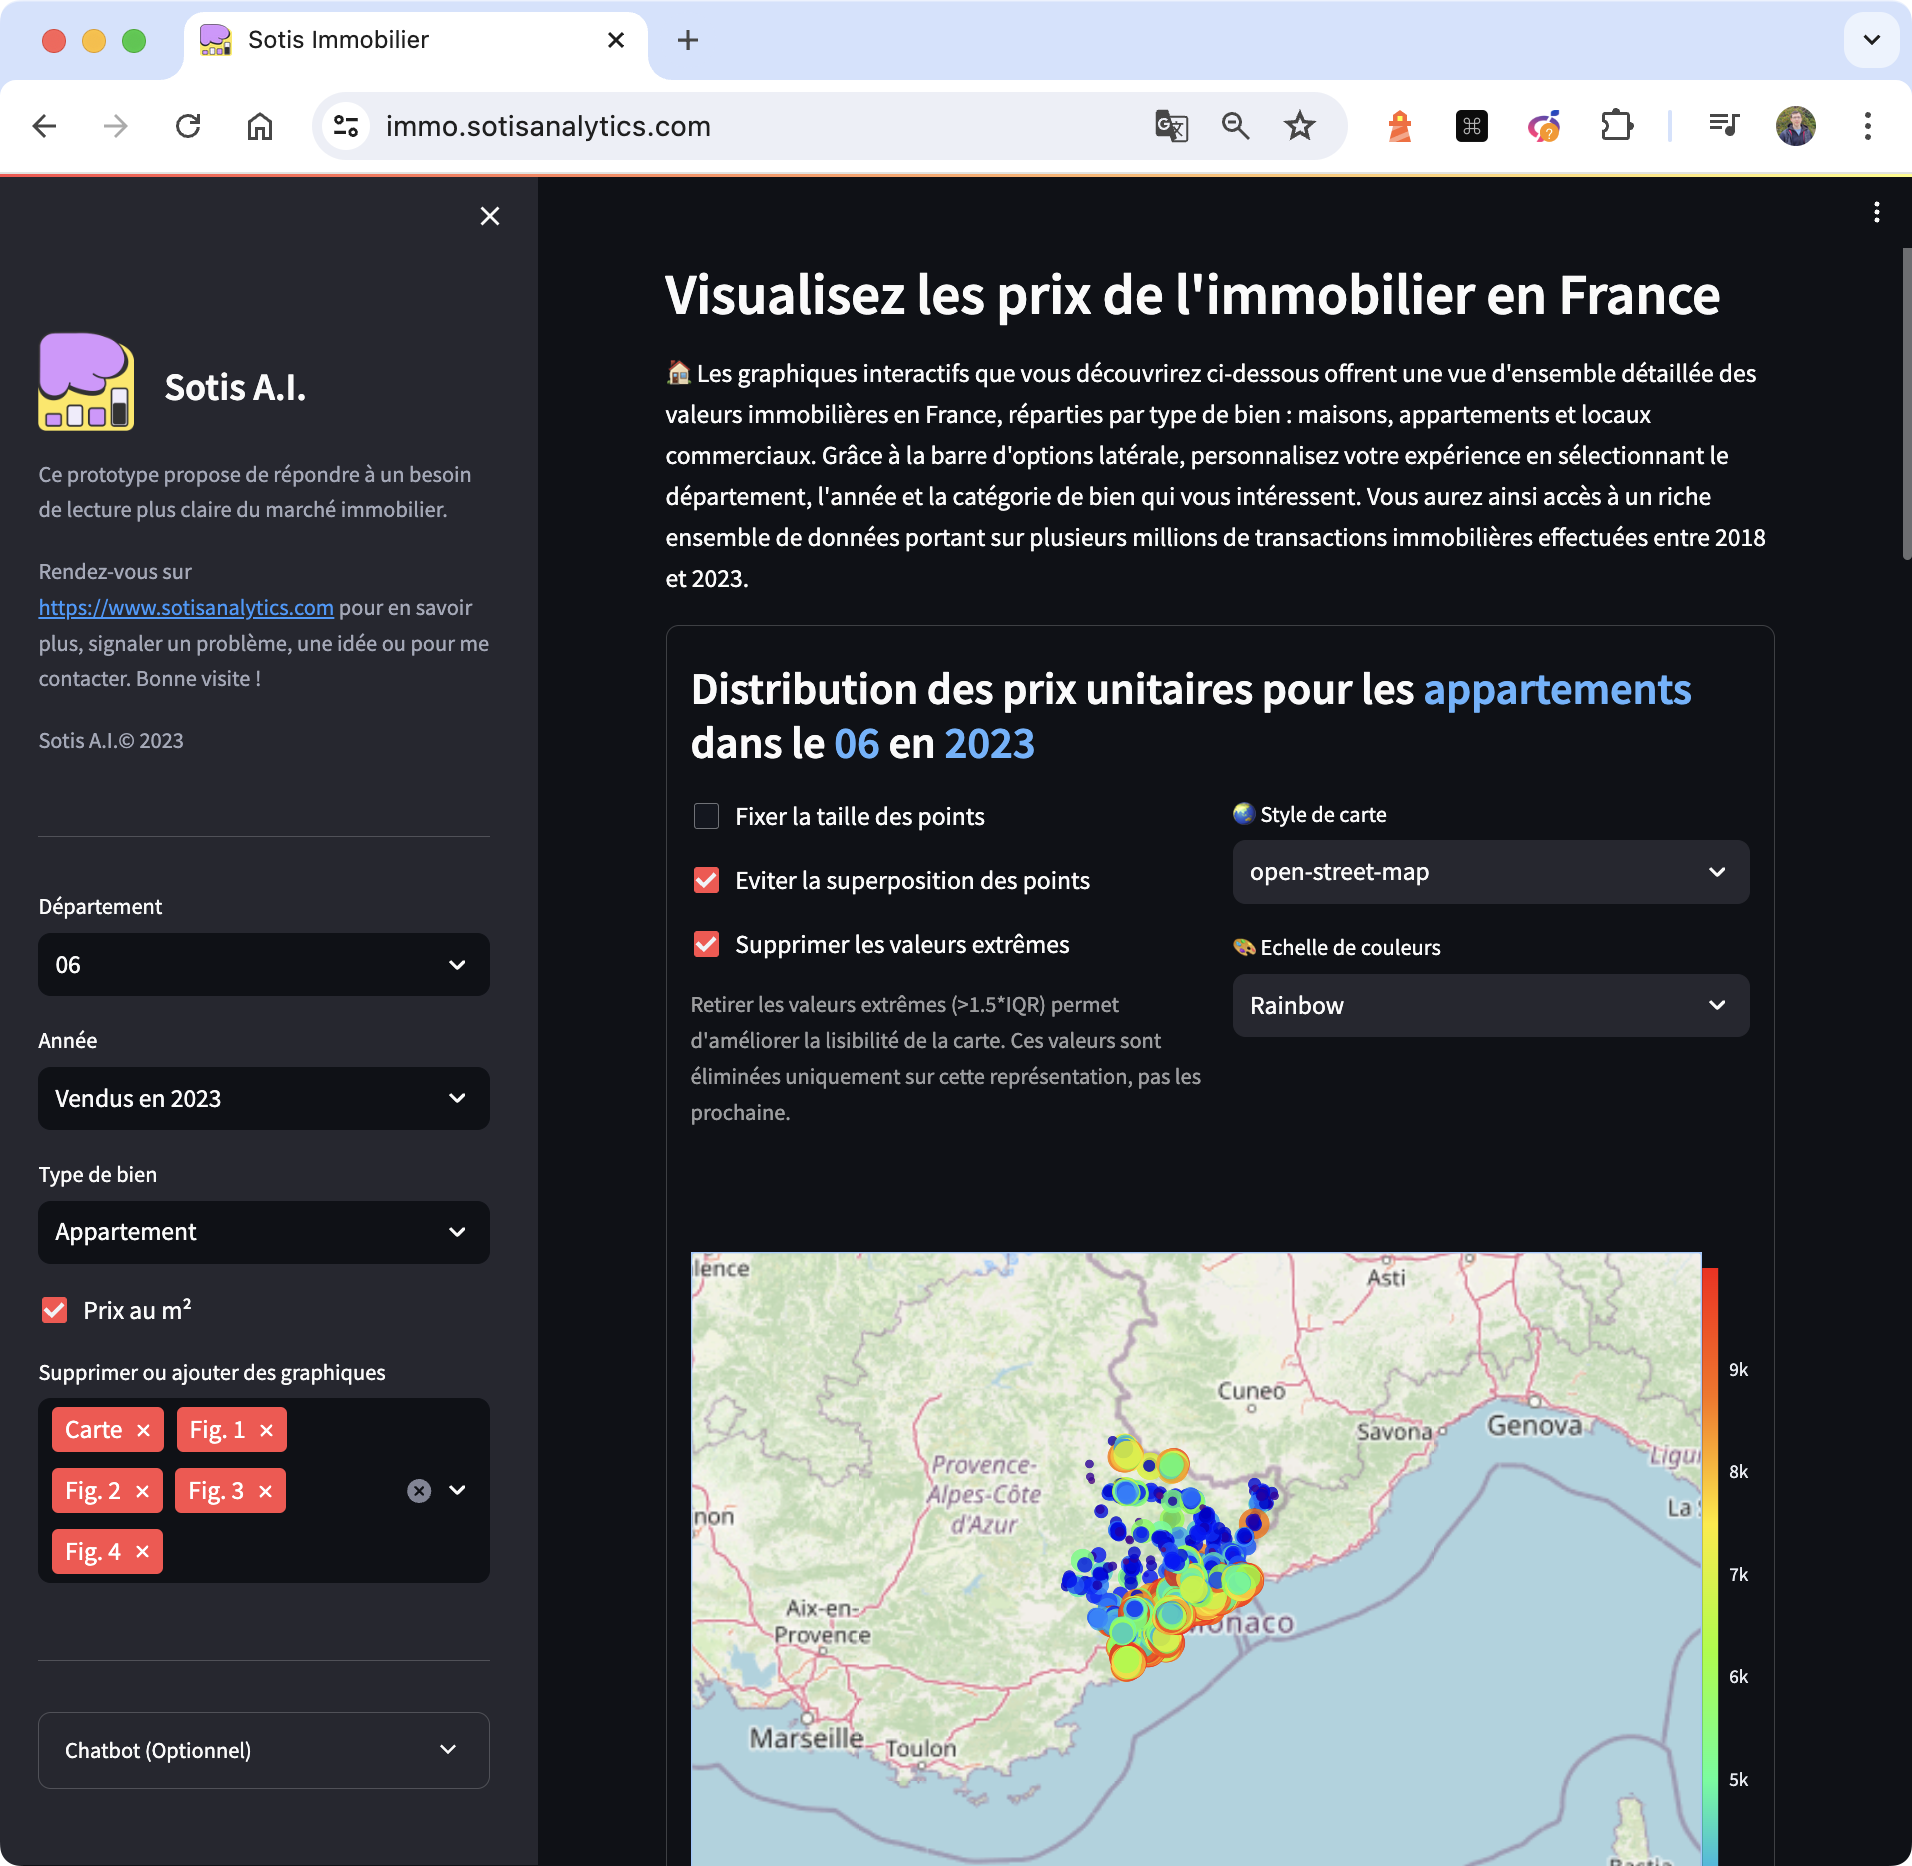 Sotis Immobilier
immo.sotisanalytics.com
Sotis A.I.
Ce prototype propose de répondre à un besoin
de lecture plus claire du marché immobilier.
Rendez-vous sur
https://www.sotisanalytics.com pour en savoir
plus, signaler un problème, une idée ou pour me
contacter. Bonne visite !
Sotis A.I.© 2023
Département
06
Année
Vendus en 2023
Type de bien
Appartement
Prix au m²
Supprimer ou ajouter des graphiques
Carte
Fig. 1
Fig. 2
Fig. 3
Fig. 4
Chatbot (Optionnel)
Visualisez les prix de l'immobilier en France
🏠 Les graphiques interactifs que vous découvrirez ci-dessous offrent une vue d'ensemble détaillée des
valeurs immobilières en France, réparties par type de bien : maisons, appartements et locaux
commerciaux. Grâce à la barre d'options latérale, personnalisez votre expérience en sélectionnant le
département, l'année et la catégorie de bien qui vous intéressent. Vous aurez ainsi accès à un riche
ensemble de données portant sur plusieurs millions de transactions immobilières effectuées entre 2018
et 2023.
Distribution des prix unitaires pour les appartements
dans le 06 en 2023
Fixer la taille des points
Eviter la superposition des points
Supprimer les valeurs extrêmes
Retirer les valeurs extrêmes (>1.5*IQR) permet
d'améliorer la lisibilité de la carte. Ces valeurs sont
éliminées uniquement sur cette représentation, pas les
prochaine.
🌏 Style de carte
open-street-map
🎨 Echelle de couleurs
Rainbow
lence
Asti
Cuneo
Savona
Genova
Ligur
La S
Provence-
Alpes-Côte
d'Azur
non
Aix-en-
Provence
onaco
Marseille
Toulon
Bastia
9k
8k
7k
6k
5k